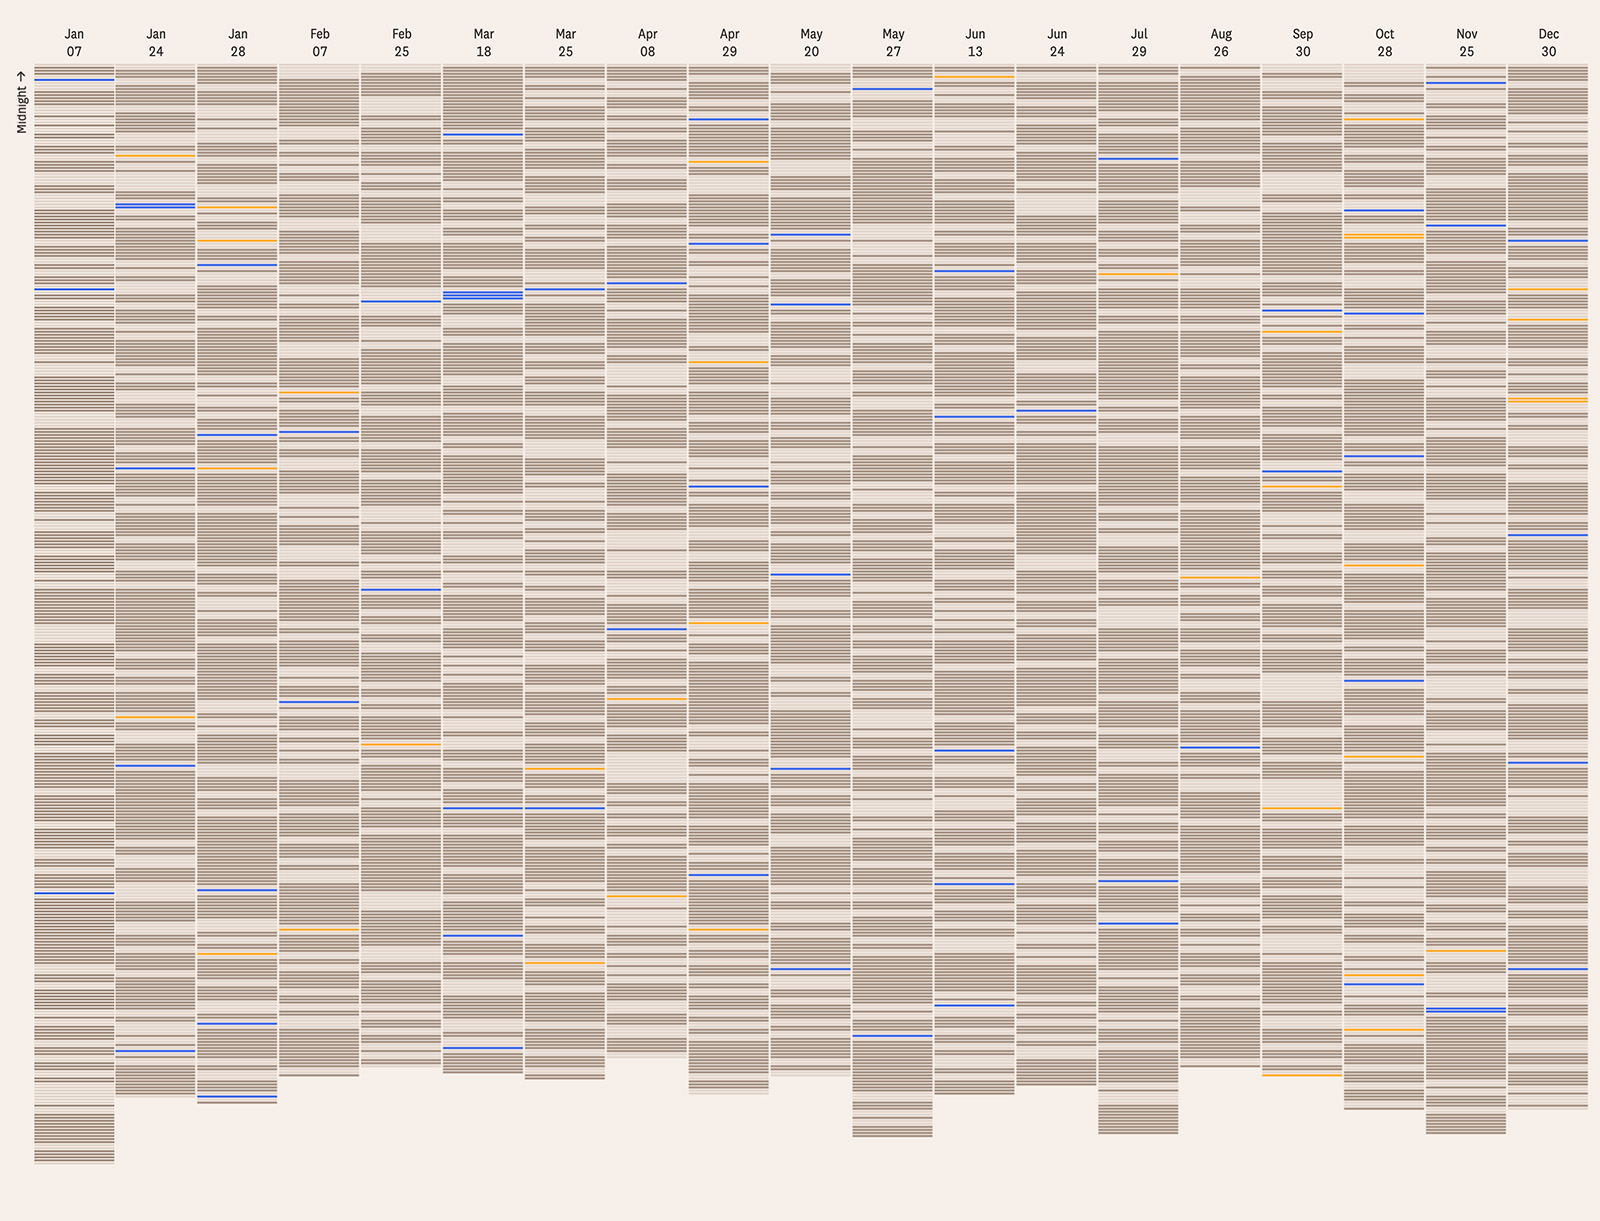 Jan Jan Jan Feb Feb Mar Mar Apr Apr May May Jun Jun Jul Aug Sep Oct Nov Dec
07 24 28 07 25 18 25 08 29 20 27 13 24 29 26 30 28 25 30
Midnight →